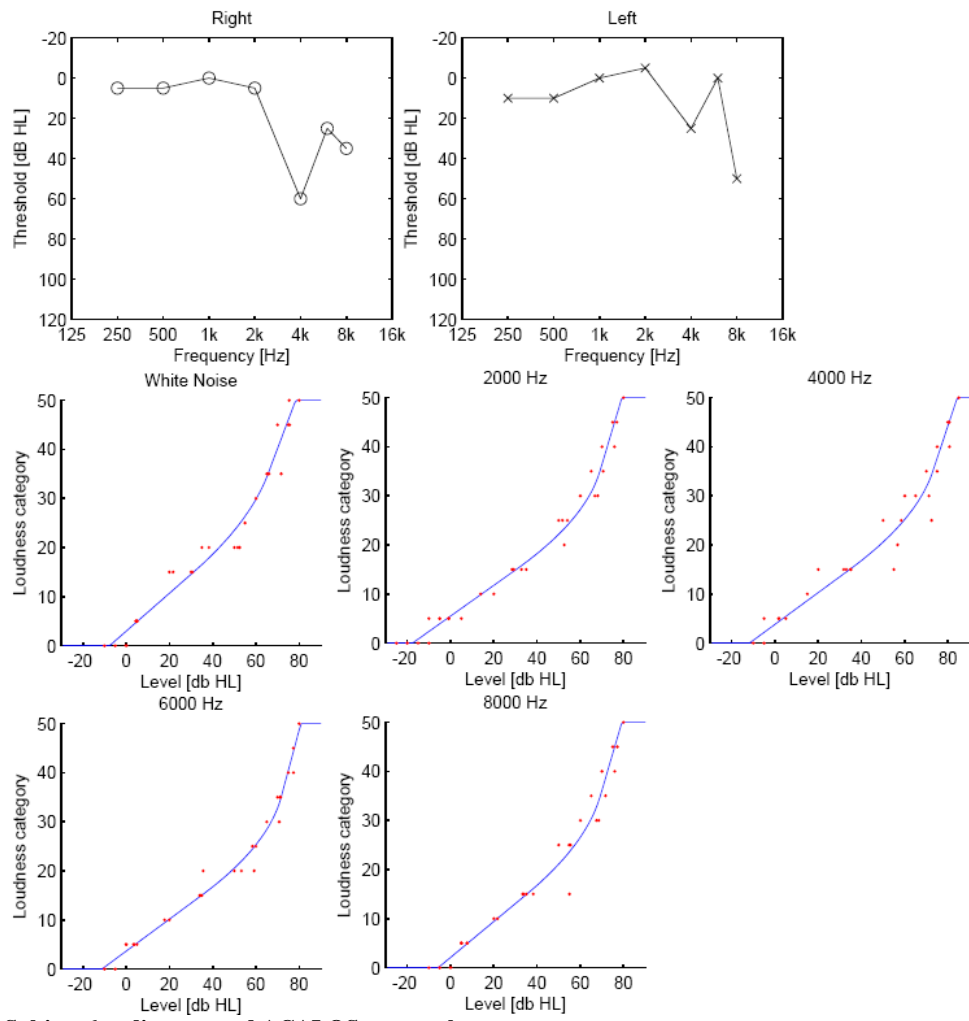 Right Left
-20 -20
0 0
20 20
40 40
60 60
80 80
100 100
120 120
Threshold [dB HL] Threshold [dB HL]
125 250 500 1k 2k 4k 8k 16k 125 250 500 1k 2k 4k 8k 16k
Frequency [Hz] Frequency [Hz]
White Noise 2000 Hz 4000 Hz
50 50 50
40 40 40
30 30 30
20 20 20
10 10 10
0 0 0
Loudness category Loudness category Loudness category
-20 0 20 40 60 80 -20 0 20 40 60 80 -20 0 20 40 60 80
Level [db HL] Level [db HL] Level [db HL]
6000 Hz 8000 Hz
50 50
40 40
30 30
20 20
10 10
0 0
Loudness category Loudness category
-20 0 20 40 60 80 -20 0 20 40 60 80
Level [db HL] Level [db HL]